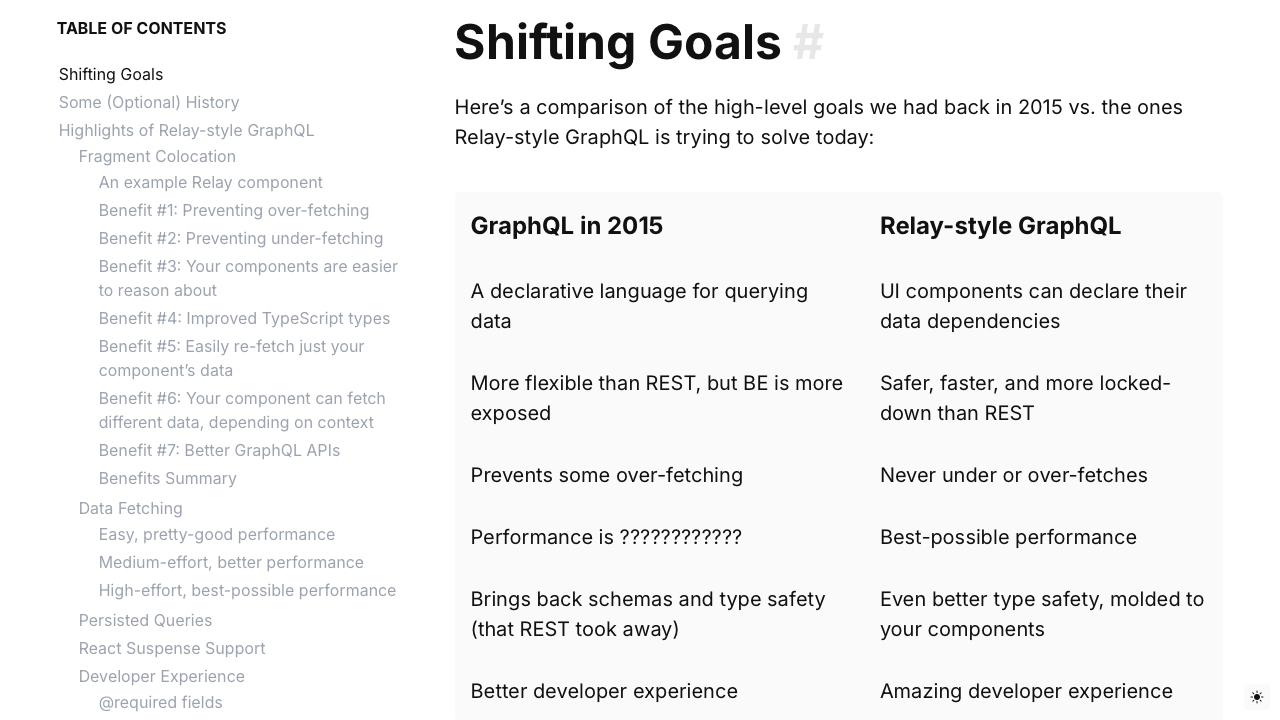 TABLE OF CONTENTS
Shifting Goals
Some (Optional) History
Highlights of Relay-style GraphQL
Fragment Colocation
An example Relay component
Benefit #1: Preventing over-fetching
Benefit #2: Preventing under-fetching
Benefit #3: Your components are easier
to reason about
Benefit #4: Improved TypeScript types
Benefit #5: Easily re-fetch just your
component’s data
Benefit #6: Your component can fetch
different data, depending on context
Benefit #7: Better GraphQL APIs
Benefits Summary
Data Fetching
Easy, pretty-good performance
Medium-effort, better performance
High-effort, best-possible performance
Persisted Queries
React Suspense Support
Developer Experience
@required fields
Shifting Goals #
Here’s a comparison of the high-level goals we had back in 2015 vs. the ones
Relay-style GraphQL is trying to solve today:
GraphQL in 2015
Relay-style GraphQL
A declarative language for querying
data
UI components can declare their
data dependencies
More flexible than REST, but BE is more
exposed
Safer, faster, and more locked-
down than REST
Prevents some over-fetching
Never under or over-fetches
Performance is ????????????
Best-possible performance
Brings back schemas and type safety
(that REST took away)
Even better type safety, molded to
your components
Better developer experience
Amazing developer experience